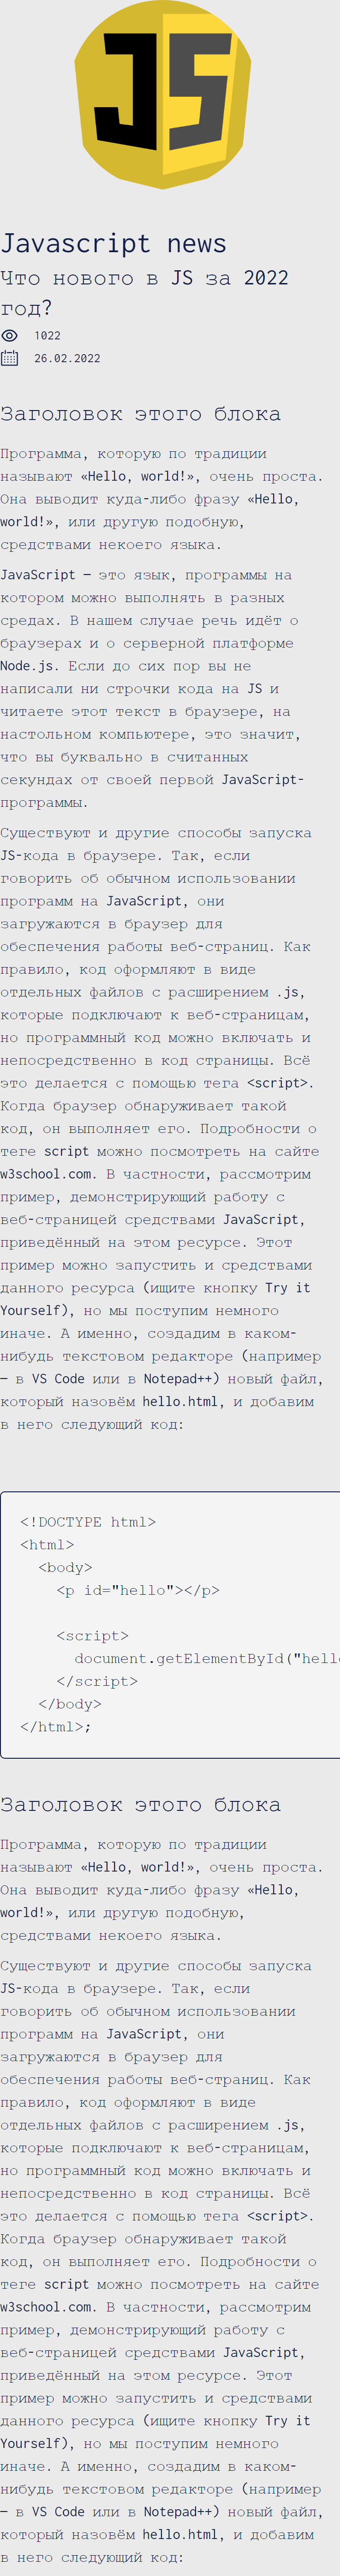 JS
Javascript news
Что нового в JS за 2022
год?
1022
26.02.2022
Заголовок этого блока
Программа, которую по традиции
называют «Hello, world!», очень проста.
Она выводит куда-либо фразу «Hello,
world!», или другую подобную,
средствами некоего языка.
JavaScript — это язык, программы на
котором можно выполнять в разных
средах. В нашем случае речь идёт о
браузерах и о серверной платформе
Node.js. Если до сих пор вы не
написали ни строчки кода на JS и
читаете этот текст в браузере, на
настольном компьютере, это значит,
что вы буквально в считанных
секундах от своей первой JavaScript-
программы.
Существуют и другие способы запуска
JS-кода в браузере. Так, если
говорить об обычном использовании
программ на JavaScript, они
загружаются в браузер для
обеспечения работы веб-страниц. Как
правило, код оформляют в виде
отдельных файлов с расширением .js,
которые подключают к веб-страницам,
но программный код можно включать и
непосредственно в код страницы. Всё
это делается с помощью тега <script>.
Когда браузер обнаруживает такой
код, он выполняет его. Подробности о
теге script можно посмотреть на сайте
w3school.com. В частности, рассмотрим
пример, демонстрирующий работу с
веб-страницей средствами JavaScript,
приведённый на этом ресурсе. Этот
пример можно запустить и средствами
данного ресурса (ищите кнопку Try it
Yourself), но мы поступим немного
иначе. А именно, создадим в каком-
нибудь текстовом редакторе (например
— в VS Code или в Notepad++) новый файл,
который назовём hello.html, и добавим
в него следующий код:
<!DOCTYPE html>
<html>
<body>
<p id="hello"></p>
<script>
document.getElementById("hell
</script>
</body>
</html>;
Заголовок этого блока
Программа, которую по традиции
называют «Hello, world!», очень проста.
Она выводит куда-либо фразу «Hello,
world!», или другую подобную,
средствами некоего языка.
Существуют и другие способы запуска
JS-кода в браузере. Так, если
говорить об обычном использовании
программ на JavaScript, они
загружаются в браузер для
обеспечения работы веб-страниц. Как
правило, код оформляют в виде
отдельных файлов с расширением .js,
которые подключают к веб-страницам,
но программный код можно включать и
непосредственно в код страницы. Всё
это делается с помощью тега <script>.
Когда браузер обнаруживает такой
код, он выполняет его. Подробности о
теге script можно посмотреть на сайте
w3school.com. В частности, рассмотрим
пример, демонстрирующий работу с
веб-страницей средствами JavaScript,
приведённый на этом ресурсе. Этот
пример можно запустить и средствами
данного ресурса (ищите кнопку Try it
Yourself), но мы поступим немного
иначе. А именно, создадим в каком-
нибудь текстовом редакторе (например
— в VS Code или в Notepad++) новый файл,
который назовём hello.html, и добавим
в него следующий код: